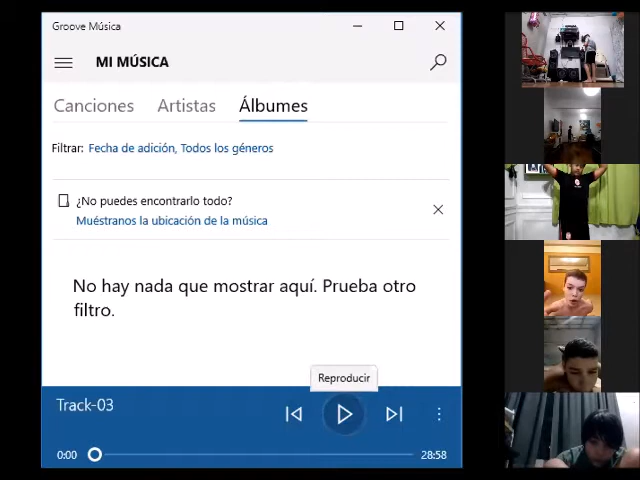 Groove Música
MI MÚSICA
Canciones Artistas Álbumes
Filtrar: Fecha de adición, Todos los géneros
¿No puedes encontrarlo todo?
Muéstranos la ubicación de la música
No hay nada que mostrar aquí. Prueba otro
filtro.
Reproducir
Track-03
0:00 28:58